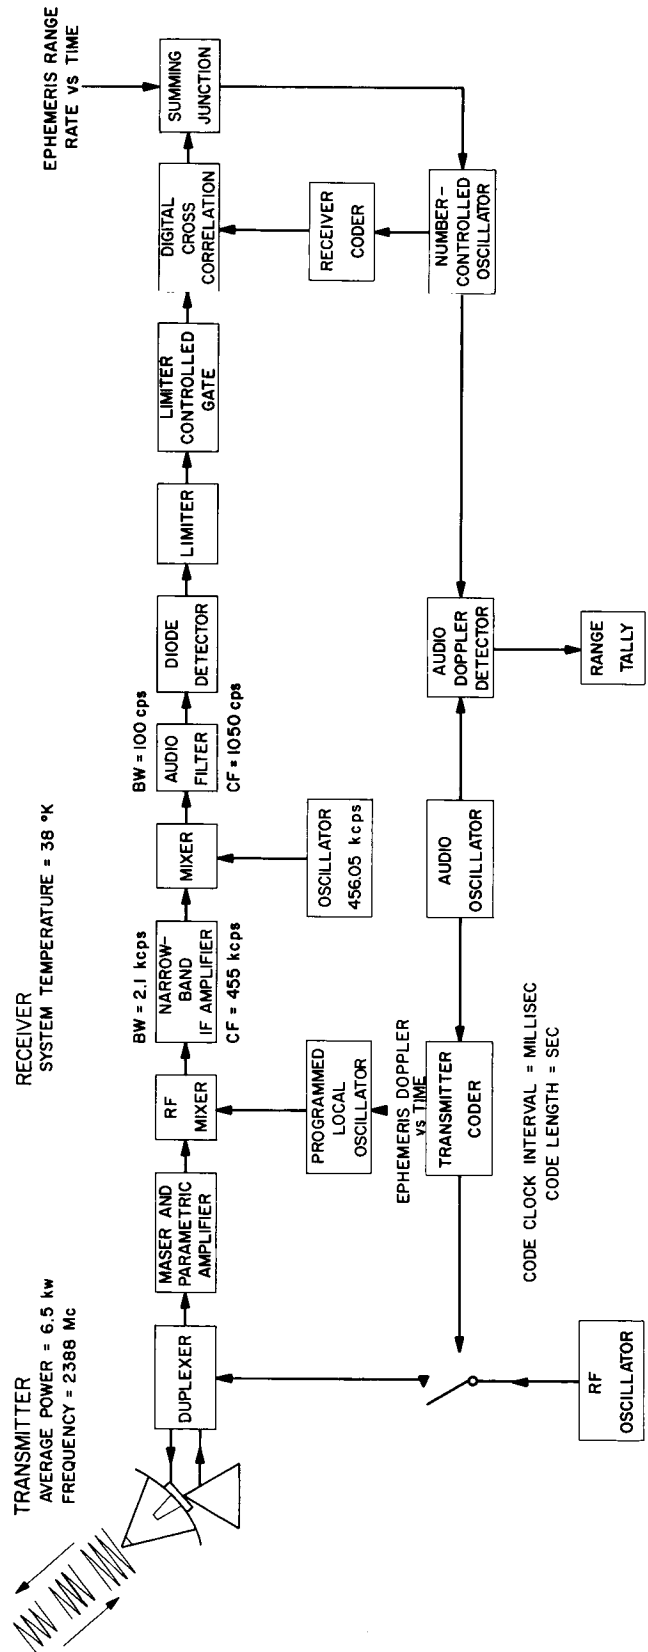 TRANSMITTER
AVERAGE POWER = 6.5 kw
FREQUENCY = 2388 Mc
RECEIVER
SYSTEM TEMPERATURE = 38 °K
EPHEMERIS RANGE
RATE vs TIME
DUPLEXER
MASER AND
PARAMETRIC
AMPLIFIER
RF
MIXER
BW = 2.1 kcps
NARROW-
BAND
IF AMPLIFIER
CF = 455 kcps
MIXER
BW = 100 cps
AUDIO
FILTER
CF = 1050 cps
DIODE
DETECTOR
LIMITER
LIMITER
CONTROLLED
GATE
DIGITAL
CROSS
CORRELATION
SUMMING
JUNCTION
PROGRAMMED
LOCAL
OSCILLATOR
EPHEMERIS DOPPLER
vs TIME
OSCILLATOR
456.05 kcps
RECEIVER
CODER
TRANSMITTER
CODER
CODE CLOCK INTERVAL = MILLISEC
CODE LENGTH = SEC
AUDIO
OSCILLATOR
AUDIO
DOPPLER
DETECTOR
NUMBER-
CONTROLLED
OSCILLATOR
RF
OSCILLATOR
RANGE
TALLY